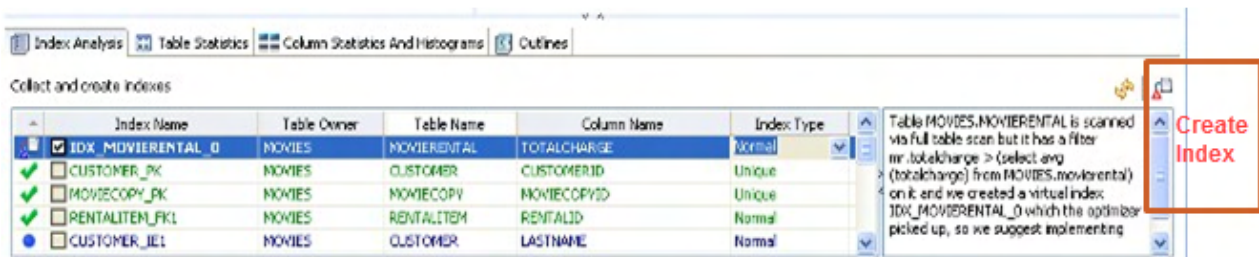 Index Analysis Table Statistics Column Statistics And Histograms Outlines
Collect and create indexes
Index Name Table Owner Table Name Column Name Index Type
IDX_MOVIERENTAL_0 MOVIES MOVIERENTAL TOTALCHARGE Normal
CUSTOMER_PK MOVIES CUSTOMER CUSTOMERID Unique
MOVIECOPY_PK MOVIES MOVIECOPY MOVIECOPYID Unique
RENTALITEM_FK1 MOVIES RENTALITEM RENTALID Normal
CUSTOMER_IE1 MOVIES CUSTOMER LASTNAME Normal
Table MOVIES.MOVIERENTAL is scanned
via full table scan but it has a filter
mr.totalcharge > (select avg
(totalcharge) from MOVIES.movierental)
on it and we created a virtual index
IDX_MOVIERENTAL_0 which the optimizer
picked up, so we suggest implementing
Create
Index